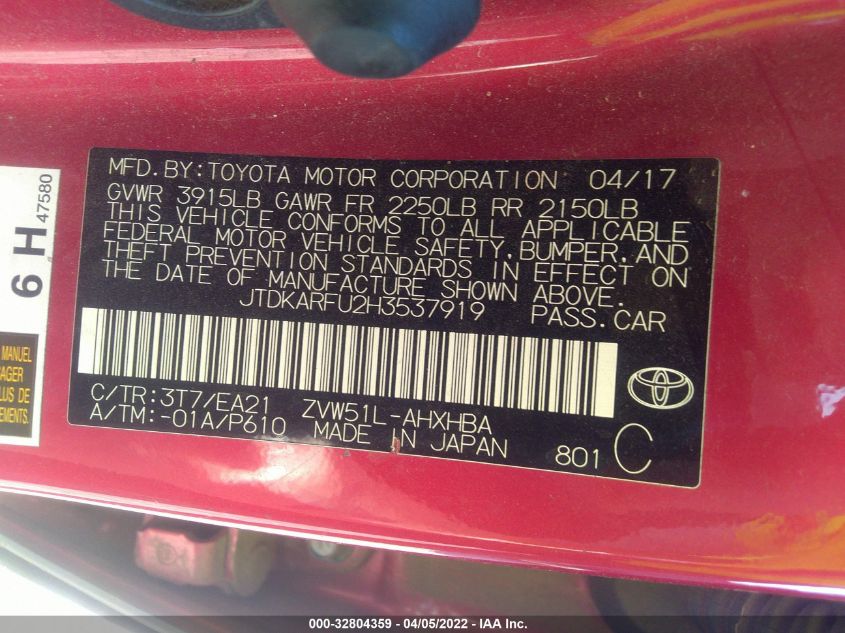 MFD.BY:TOYOTA MOTOR CORPORATION 04/17
GVWR 3915LB GAWR FR 2250LB RR 2150LB
THIS VEHICLE CONFORMS TO ALL APPLICABLE
FEDERAL MOTOR VEHICLE SAFETY,BUMPER,AND
THEFT PREVENTION STANDARDS IN EFFECT ON
THE DATE OF MANUFACTURE SHOWN ABOVE.
JTDKARFU2H3537919 PASS.CAR
C/TR:3T7/EA21 ZVW51L-AHXHBA
A/TM:-01A/P610 MADE IN JAPAN 801 C
6 H 47580
MANUEL
PLUS DE
000-32804359 - 04/05/2022 - IAA Inc.